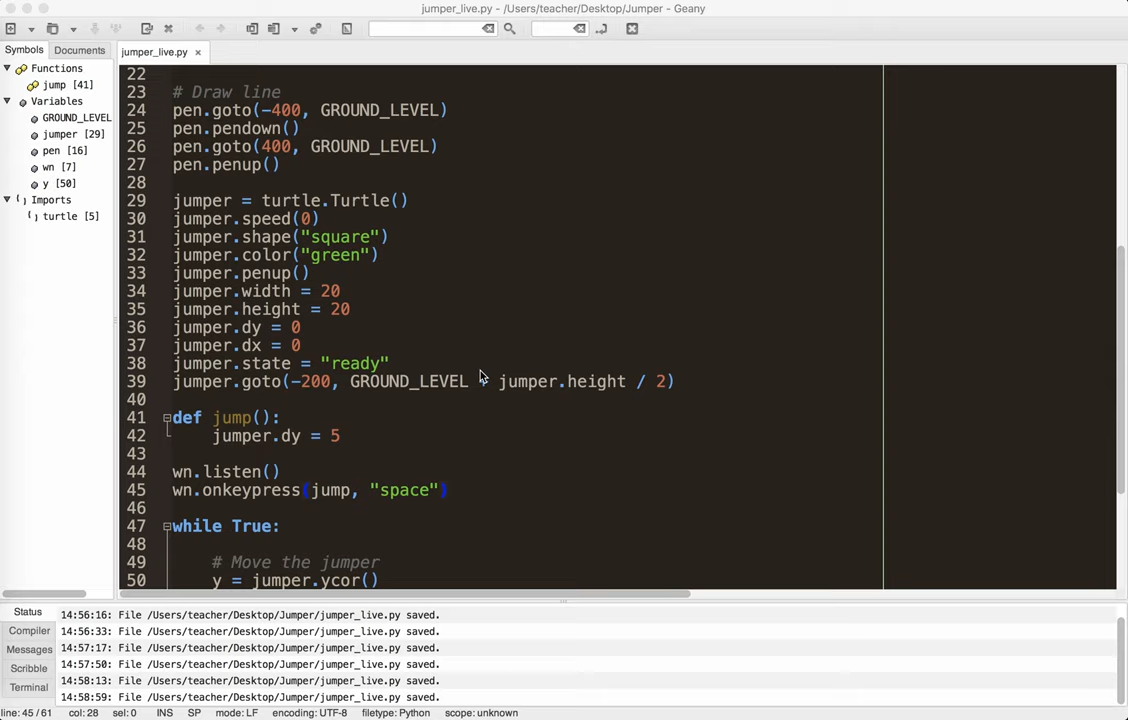 jumper_live.py - /Users/teacher/Desktop/Jumper - Geany
Symbols
Documents
jumper_live.py ×
Functions
jump [41]
Variables
GROUND_LEVEL
jumper [29]
pen [16]
wn [7]
y [50]
Imports
turtle [5]
22
23 # Draw line
24 pen.goto(-400, GROUND_LEVEL)
25 pen.pendown()
26 pen.goto(400, GROUND_LEVEL)
27 pen.penup()
28
29 jumper = turtle.Turtle()
30 jumper.speed(0)
31 jumper.shape("square")
32 jumper.color("green")
33 jumper.penup()
34 jumper.width = 20
35 jumper.height = 20
36 jumper.dy = 0
37 jumper.dx = 0
38 jumper.state = "ready"
39 jumper.goto(-200, GROUND_LEVEL jumper.height / 2)
40
41 def jump():
42 jumper.dy = 5
43
44 wn.listen()
45 wn.onkeypress(jump, "space")
46
47 while True:
48
49 # Move the jumper
50 y = jumper.ycor()
Status
Compiler
Messages
Scribble
Terminal
14:56:16: File /Users/teacher/Desktop/Jumper/jumper_live.py saved.
14:56:33: File /Users/teacher/Desktop/Jumper/jumper_live.py saved.
14:57:17: File /Users/teacher/Desktop/Jumper/jumper_live.py saved.
14:57:50: File /Users/teacher/Desktop/Jumper/jumper_live.py saved.
14:58:13: File /Users/teacher/Desktop/Jumper/jumper_live.py saved.
14:58:59: File /Users/teacher/Desktop/Jumper/jumper_live.py saved.
line: 45 / 61 col: 28 sel: 0 INS SP mode: LF encoding: UTF-8 filetype: Python scope: unknown